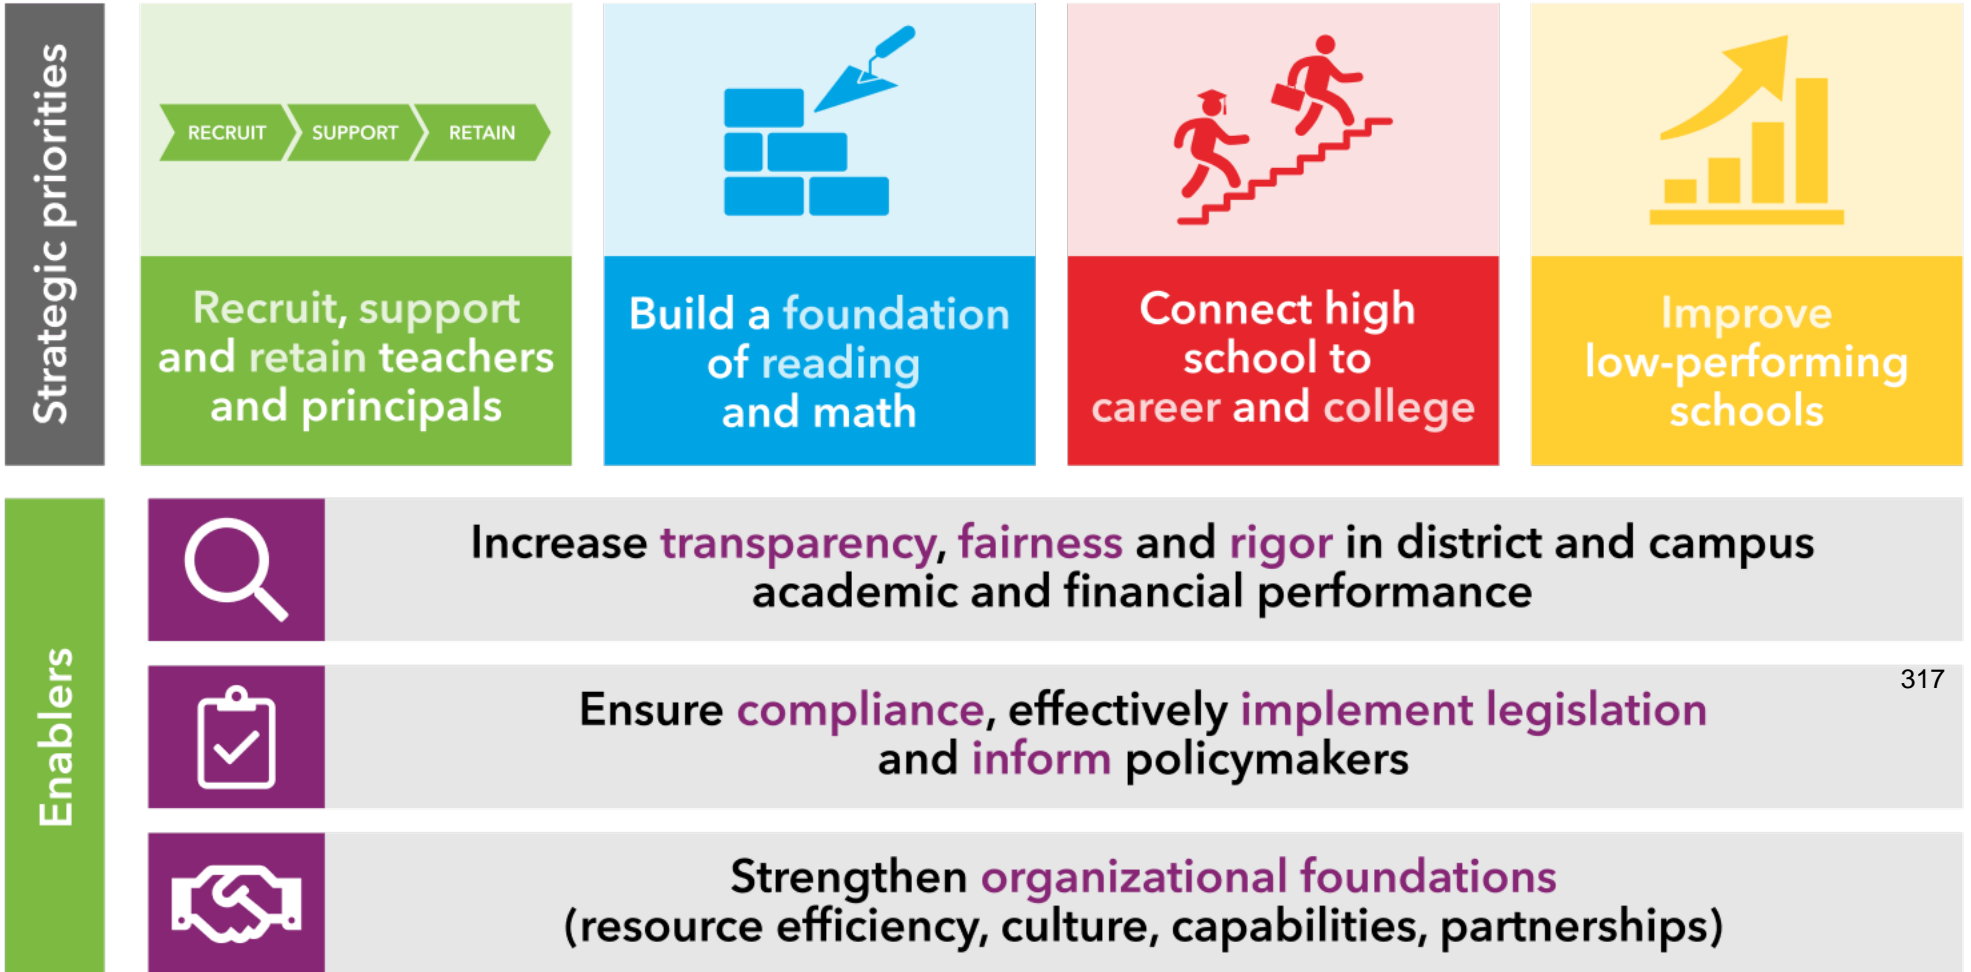 Strategic priorities
RECRUIT
SUPPORT
RETAIN
Recruit, support
and retain teachers
and principals
Build a foundation
of reading
and math
Connect high
school to
career and college
Improve
low-performing
schools
Enablers
Increase transparency, fairness and rigor in district and campus
academic and financial performance
317
Ensure compliance, effectively implement legislation
and inform policymakers
Strengthen organizational foundations
(resource efficiency, culture, capabilities, partnerships)